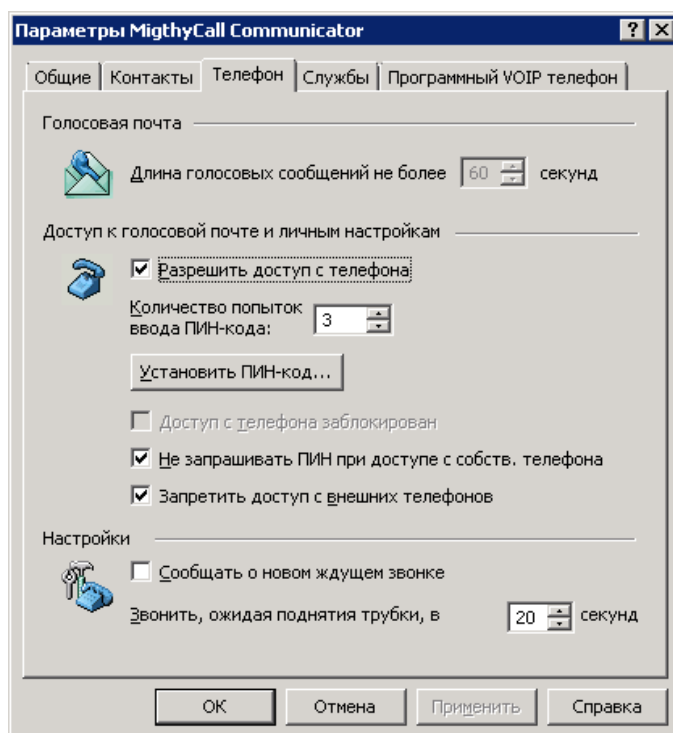 Параметры MigthyCall Communicator
Общие Контакты Телефон Службы Программный VOIP телефон
Голосовая почта
Длина голосовых сообщений не более 60 секунд
Доступ к голосовой почте и личным настройкам
Разрешить доступ с телефона
Количество попыток
ввода ПИН-кода: 3
Установить ПИН-код...
Доступ с телефона заблокирован
Не запрашивать ПИН при доступе с собств. телефона
Запретить доступ с внешних телефонов
Настройки
Сообщать о новом ждущем звонке
Звонить, ожидая поднятия трубки, в 20 секунд
ОК Отмена Применить Справка